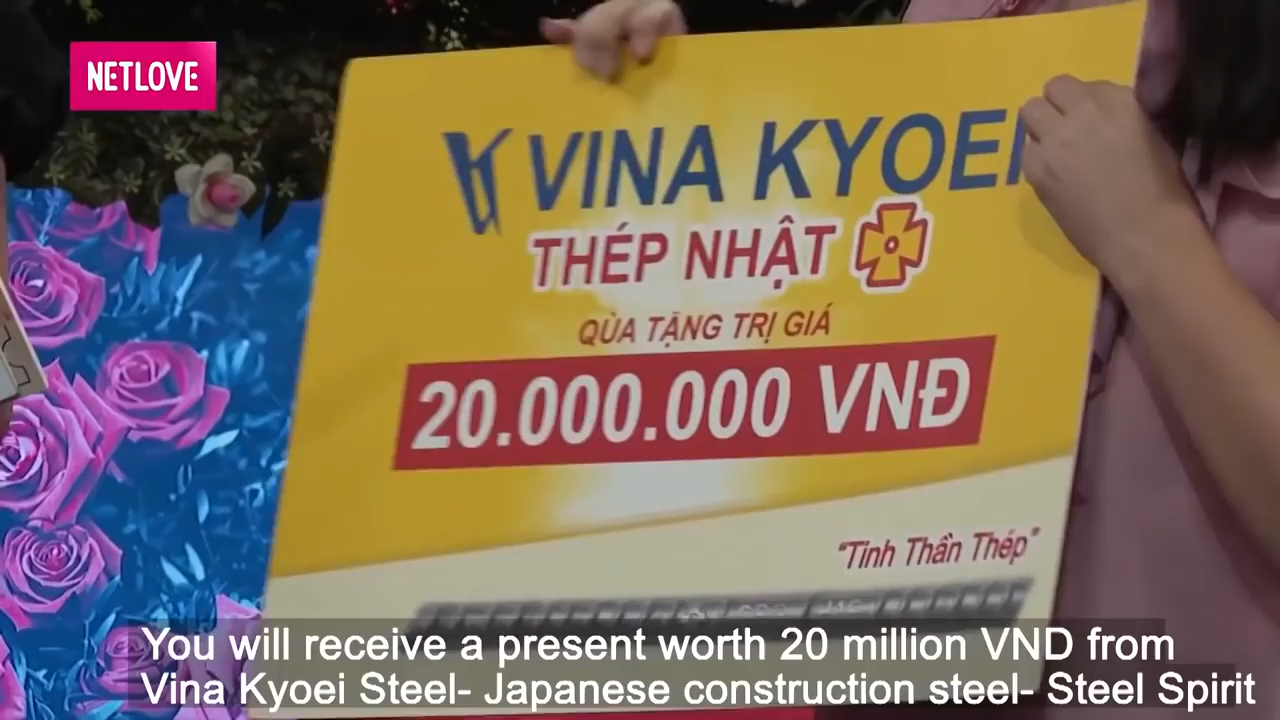 NETLOVE
VINA KYOEI
THÉP NHẬT
QÙA TẶNG TRỊ GIÁ
20.000.000 VNĐ
“Tinh Thần Thép”
You will receive a present worth 20 million VND from
Vina Kyoei Steel- Japanese construction steel- Steel Spirit